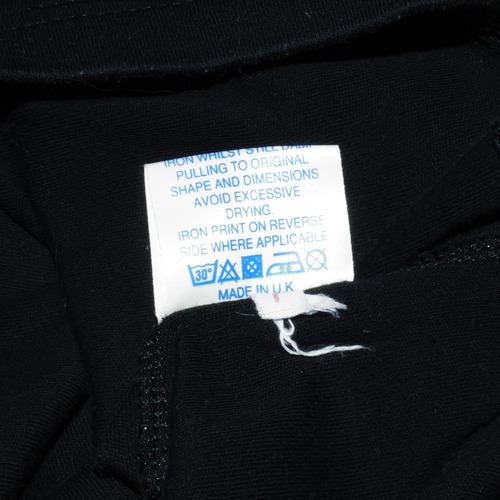 IRON WHILST STILL DAMP
PULLING TO ORIGINAL
SHAPE AND DIMENSIONS
AVOID EXCESSIVE
DRYING.
IRON PRINT ON REVERSE
SIDE WHERE APPLICABLE
30°
MADE IN U.K